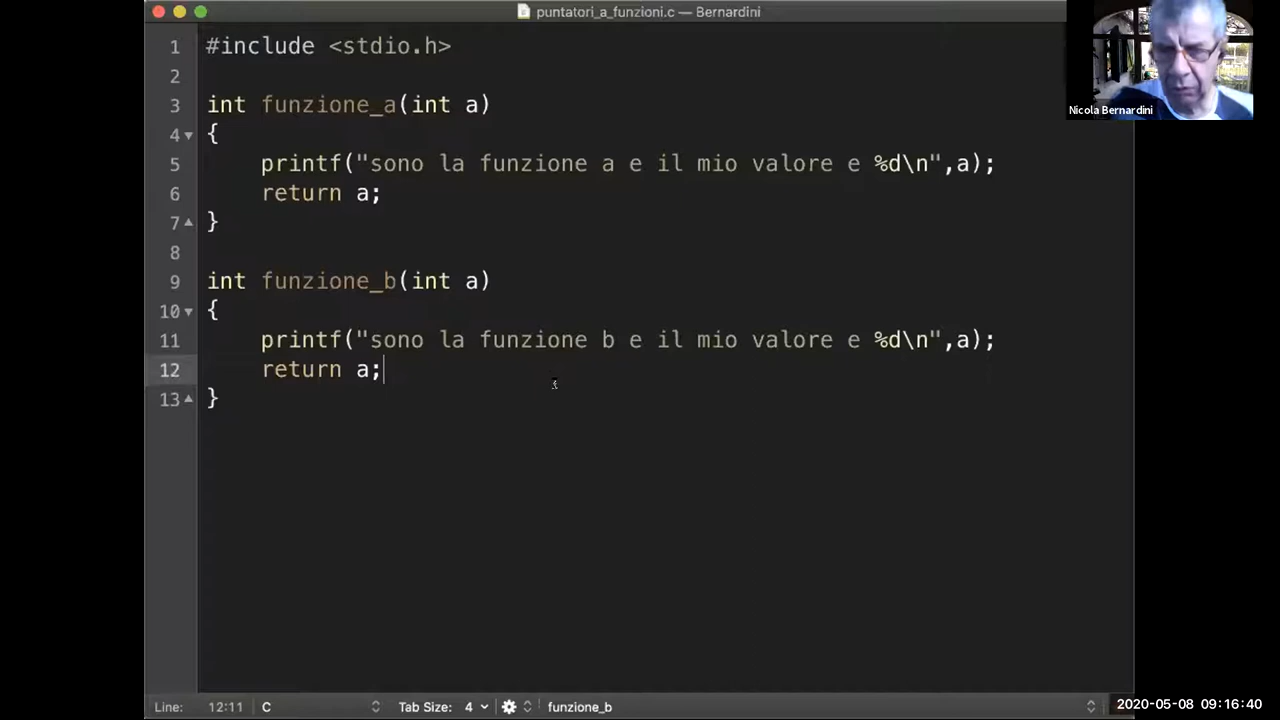 puntatori_a_funzioni.c — Bernardini
1 #include <stdio.h>
2
3 int funzione_a(int a)
4 {
5 printf("sono la funzione a e il mio valore e %d\n",a);
6 return a;
7 }
8
9 int funzione_b(int a)
10 {
11 printf("sono la funzione b e il mio valore e %d\n",a);
12 return a;
13 }
Nicola Bernardini
Line: 12:11 C Tab Size: 4 funzione_b
2020-05-08 09:16:40